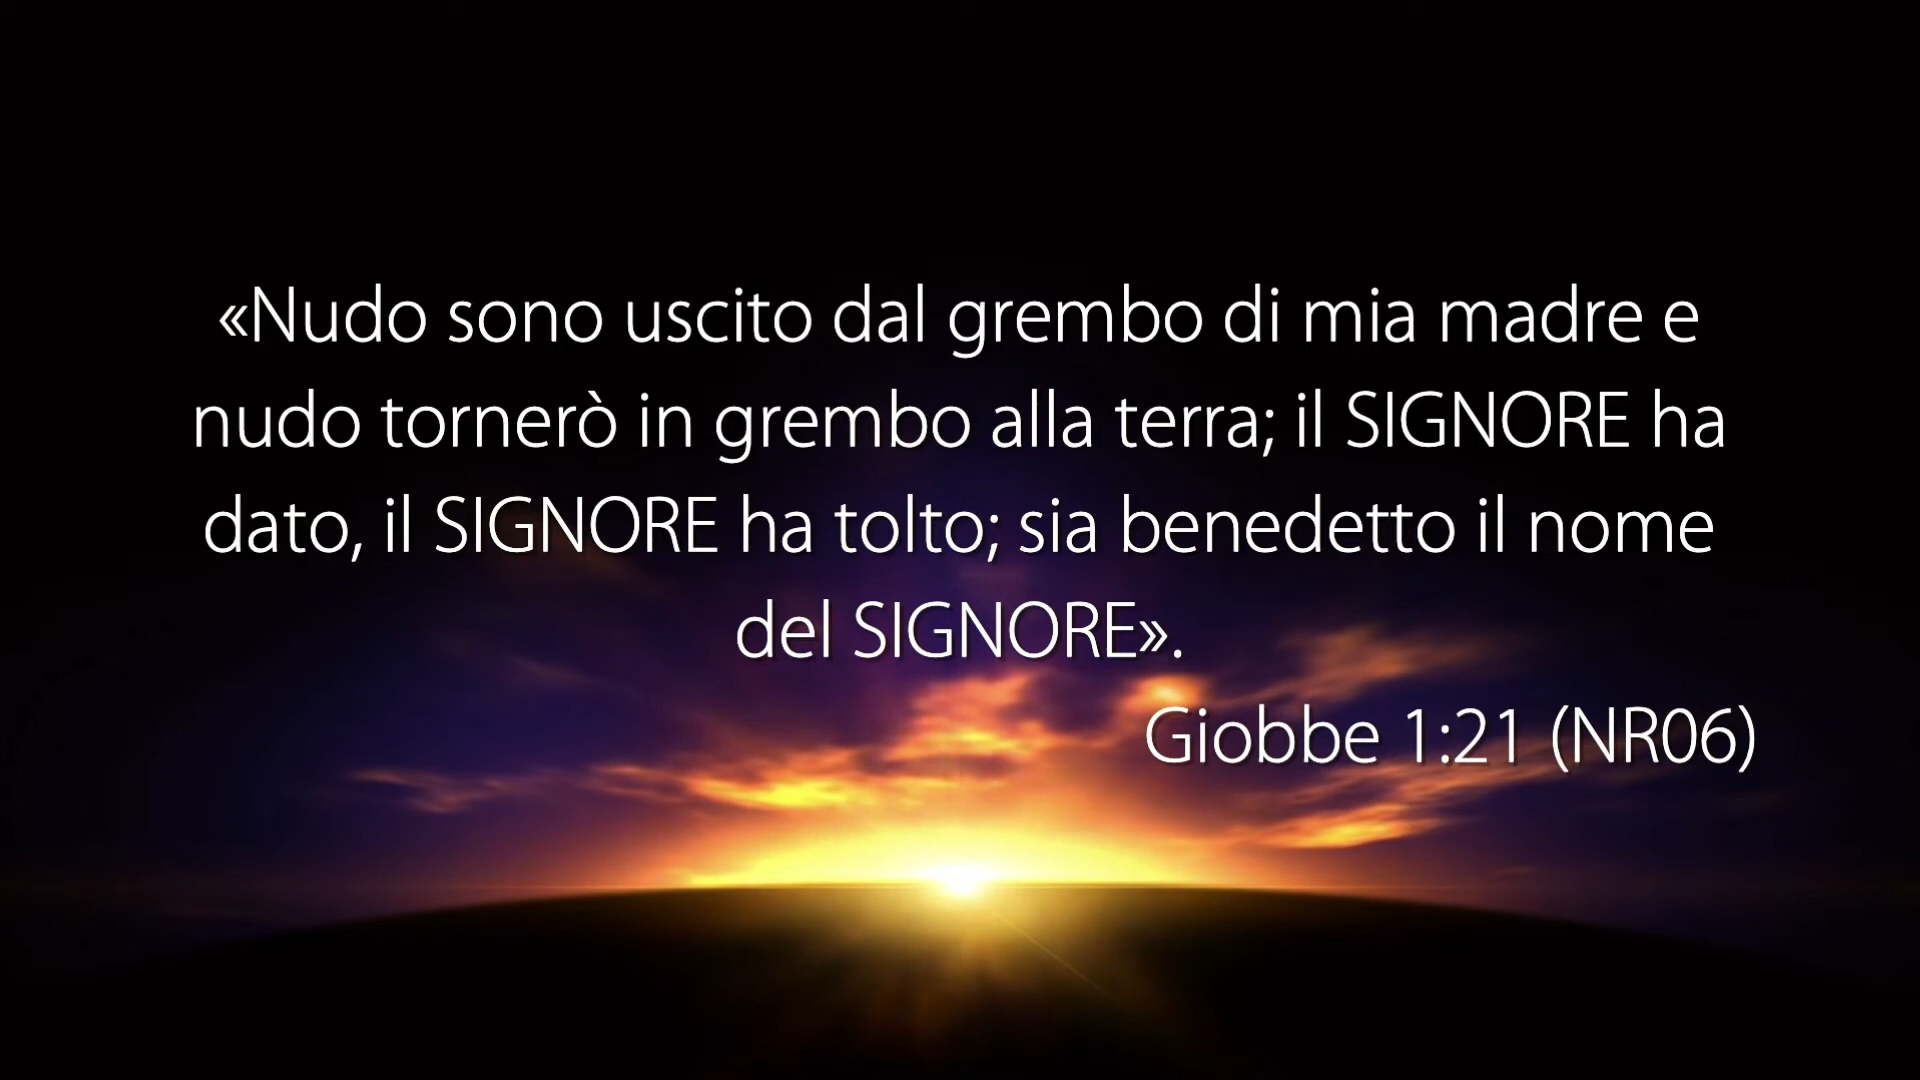 «Nudo sono uscito dal grembo di mia madre e
nudo tornerò in grembo alla terra; il SIGNORE ha
dato, il SIGNORE ha tolto; sia benedetto il nome
del SIGNORE».
Giobbe 1:21 (NR06)